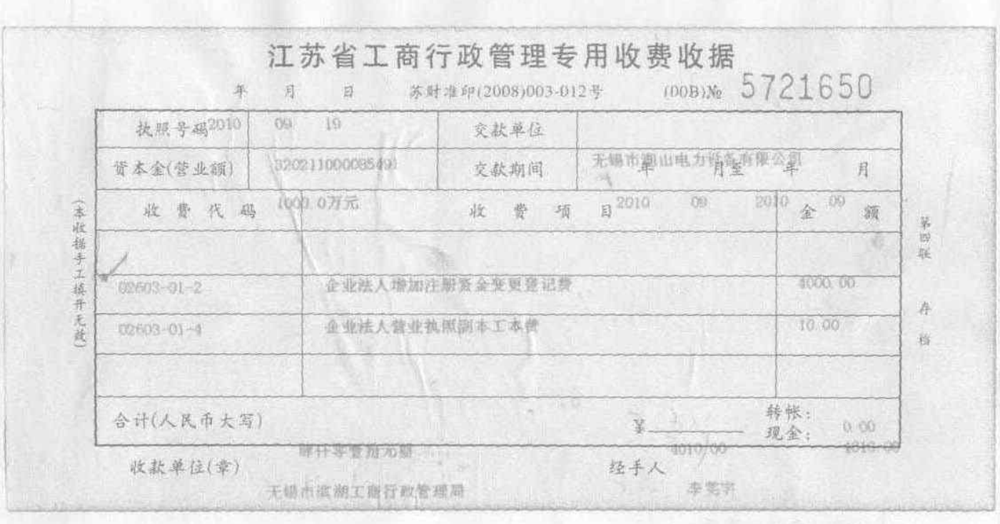 江苏省工商行政管理专用收费收据
年 月 日 苏财准印(2008)003-012号 (00B)№ 5721650
执照号码 2010 09 19 交款单位
资本金(营业额) 交款期间 年 月至 年 月
无锡市 山电力设备有限公司
收费代码 1000.0万元 收费项目 2010 09 2010 09 金额
02603-01-2 企业法人增加注册资金变更登记费 4000.00
02603-01-4 企业法人营业执照副本工本费 10.00
合计(人民币大写) ¥ 转帐: 0.00
现金:
肆仟零壹拾元 4010.00 4010.00
收款单位(章) 经手人
无锡市滨湖工商行政管理局 李
(本收据手工填开无效)
第四联 存档